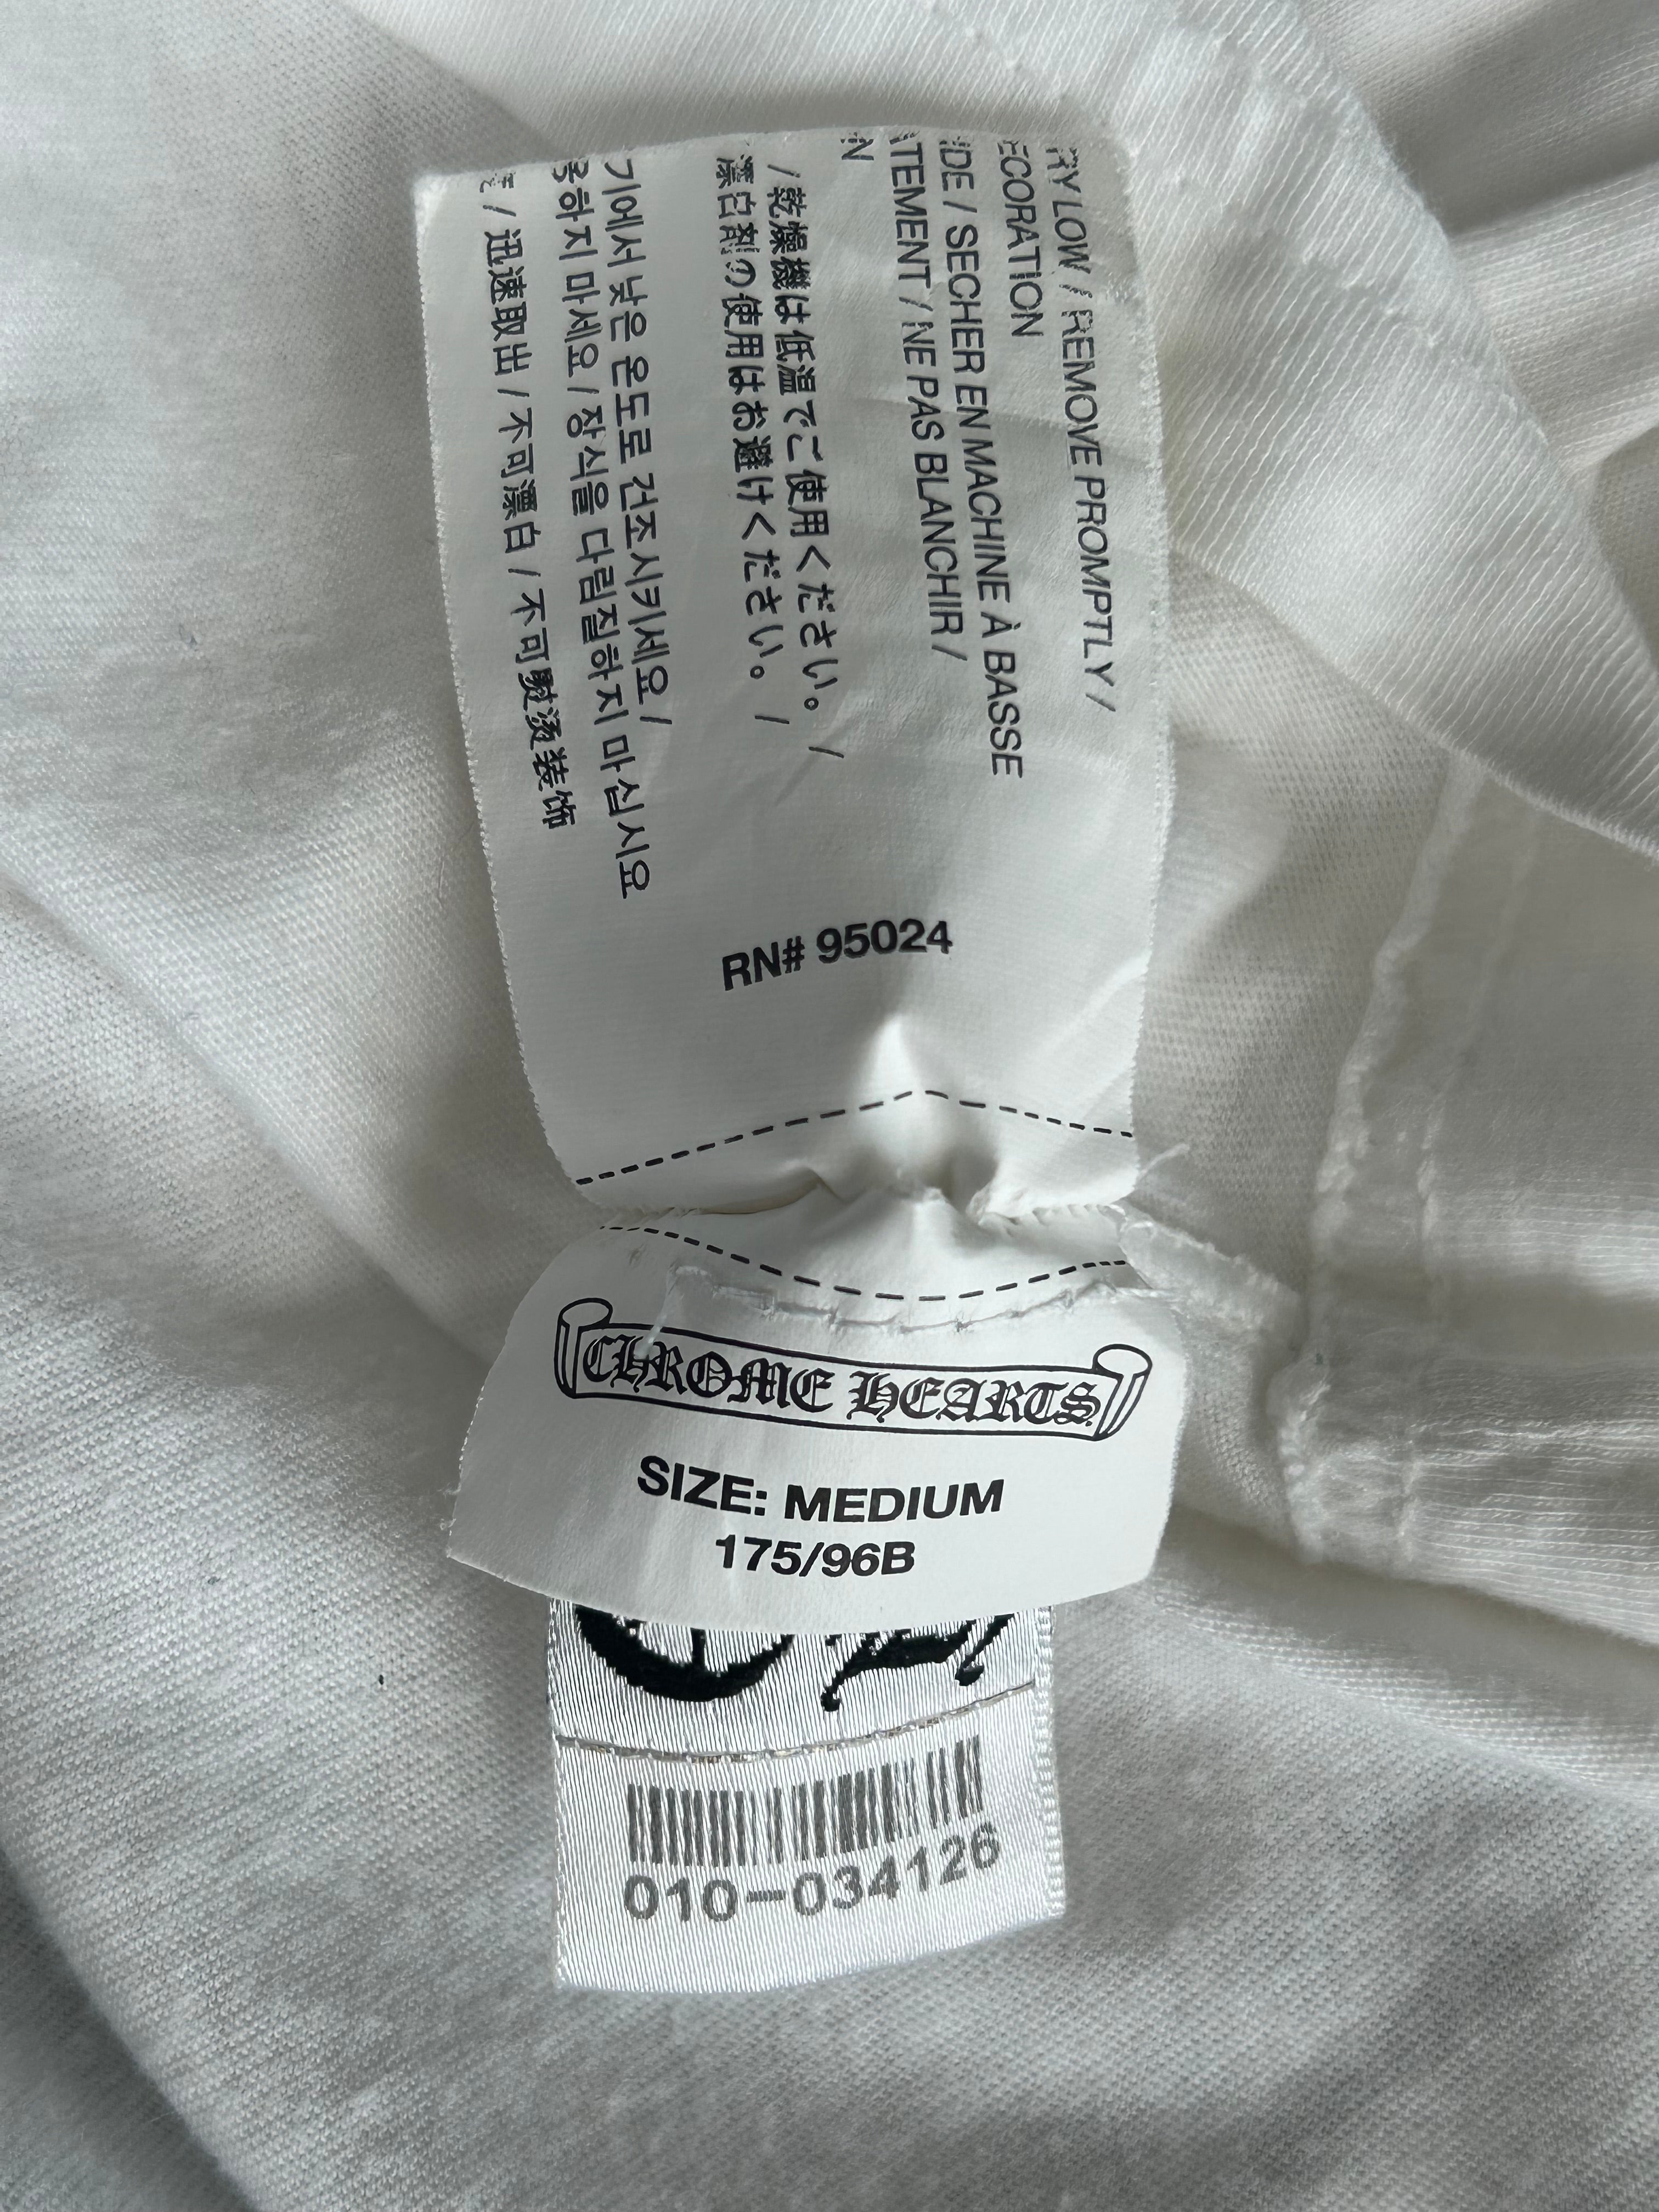 RY LOW / REMOVE PROMPTLY /
ECORATION
DE / SECHER EN MACHINE À BASSE
ATEMENT / NE PAS BLANCHIR /
N
/ 乾燥機は低温でご使用ください。 /
漂白剤の使用はお避けください。 /
기에서 낮은 온도로 건조시키세요 /
용하지 마세요 / 장식을 다림질하지 마십시요
/ 迅速取出 / 不可漂白 / 不可熨烫装饰
RN# 95024
CHROME HEARTS
SIZE: MEDIUM
175/96B
010-034126